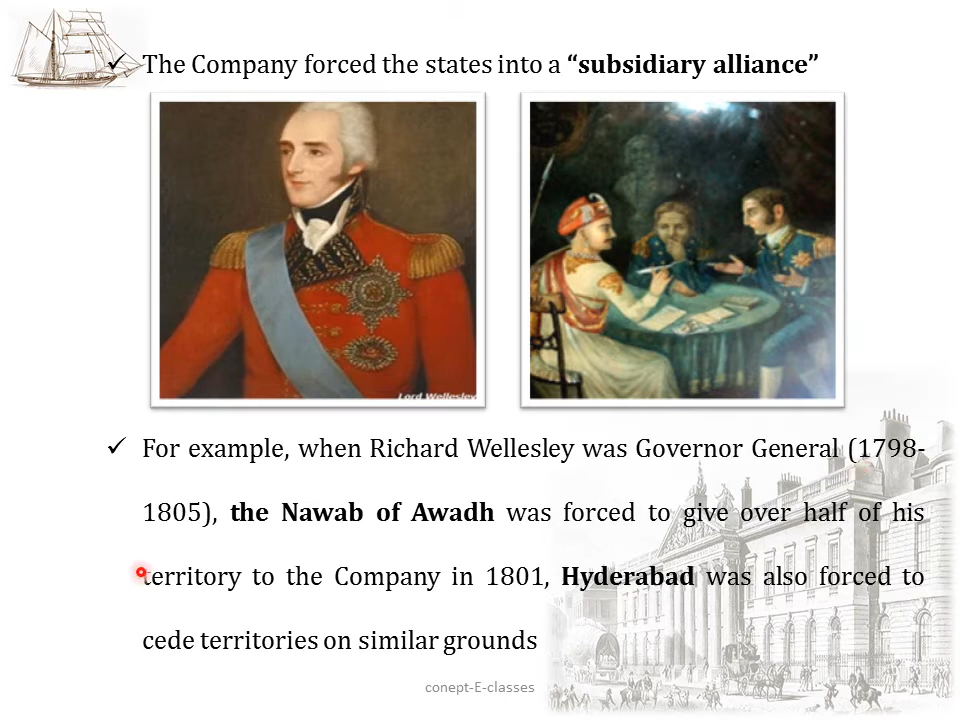 The Company forced the states into a “subsidiary alliance”
Lord Wellesley
For example, when Richard Wellesley was Governor General (1798-
1805), the Nawab of Awadh was forced to give over half of his
territory to the Company in 1801, Hyderabad was also forced to
cede territories on similar grounds
conept-E-classes